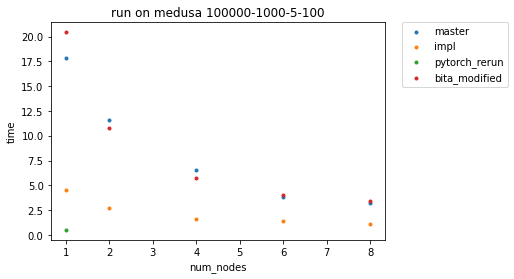 run on medusa 100000-1000-5-100
20.0
17.5
15.0
12.5
10.0
7.5
5.0
2.5
0.0
time
1 2 3 4 5 6 7 8
num_nodes
master
impl
pytorch_rerun
bita_modified